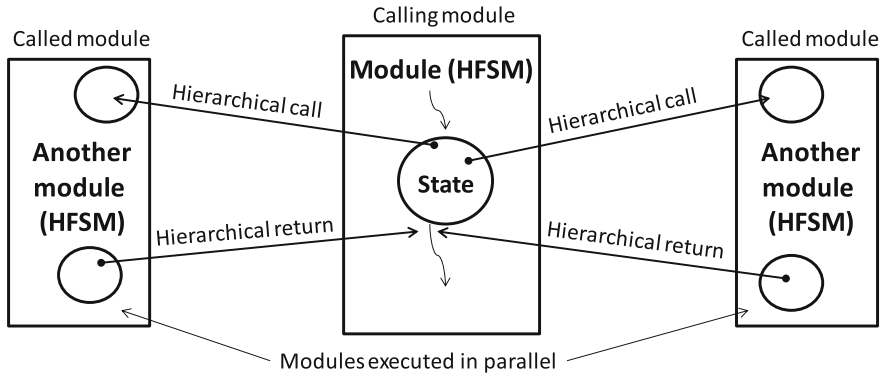 Calling module
Called module
Called module
Module (HFSM)
Hierarchical call
Hierarchical call
Another
module
(HFSM)
State
Another
module
(HFSM)
Hierarchical return
Hierarchical return
Modules executed in parallel